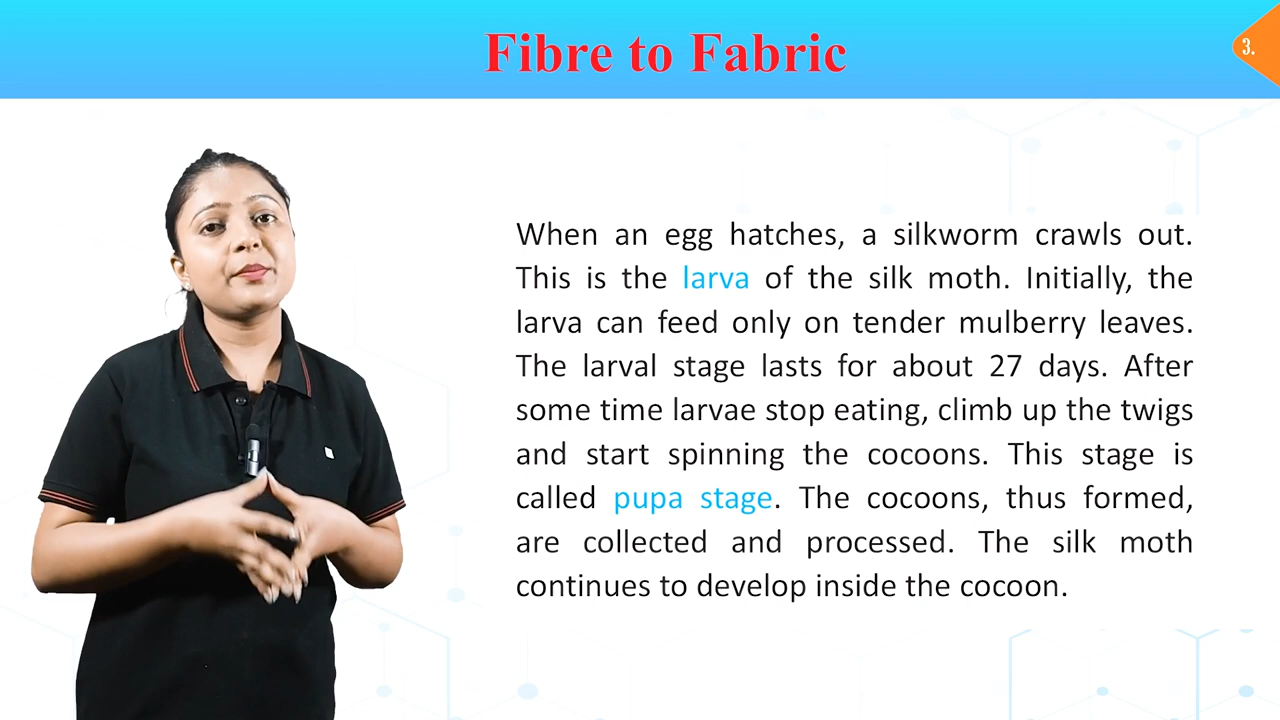 Fibre to Fabric
3.
When an egg hatches, a silkworm crawls out.
This is the larva of the silk moth. Initially, the
larva can feed only on tender mulberry leaves.
The larval stage lasts for about 27 days. After
some time larvae stop eating, climb up the twigs
and start spinning the cocoons. This stage is
called pupa stage. The cocoons, thus formed,
are collected and processed. The silk moth
continues to develop inside the cocoon.